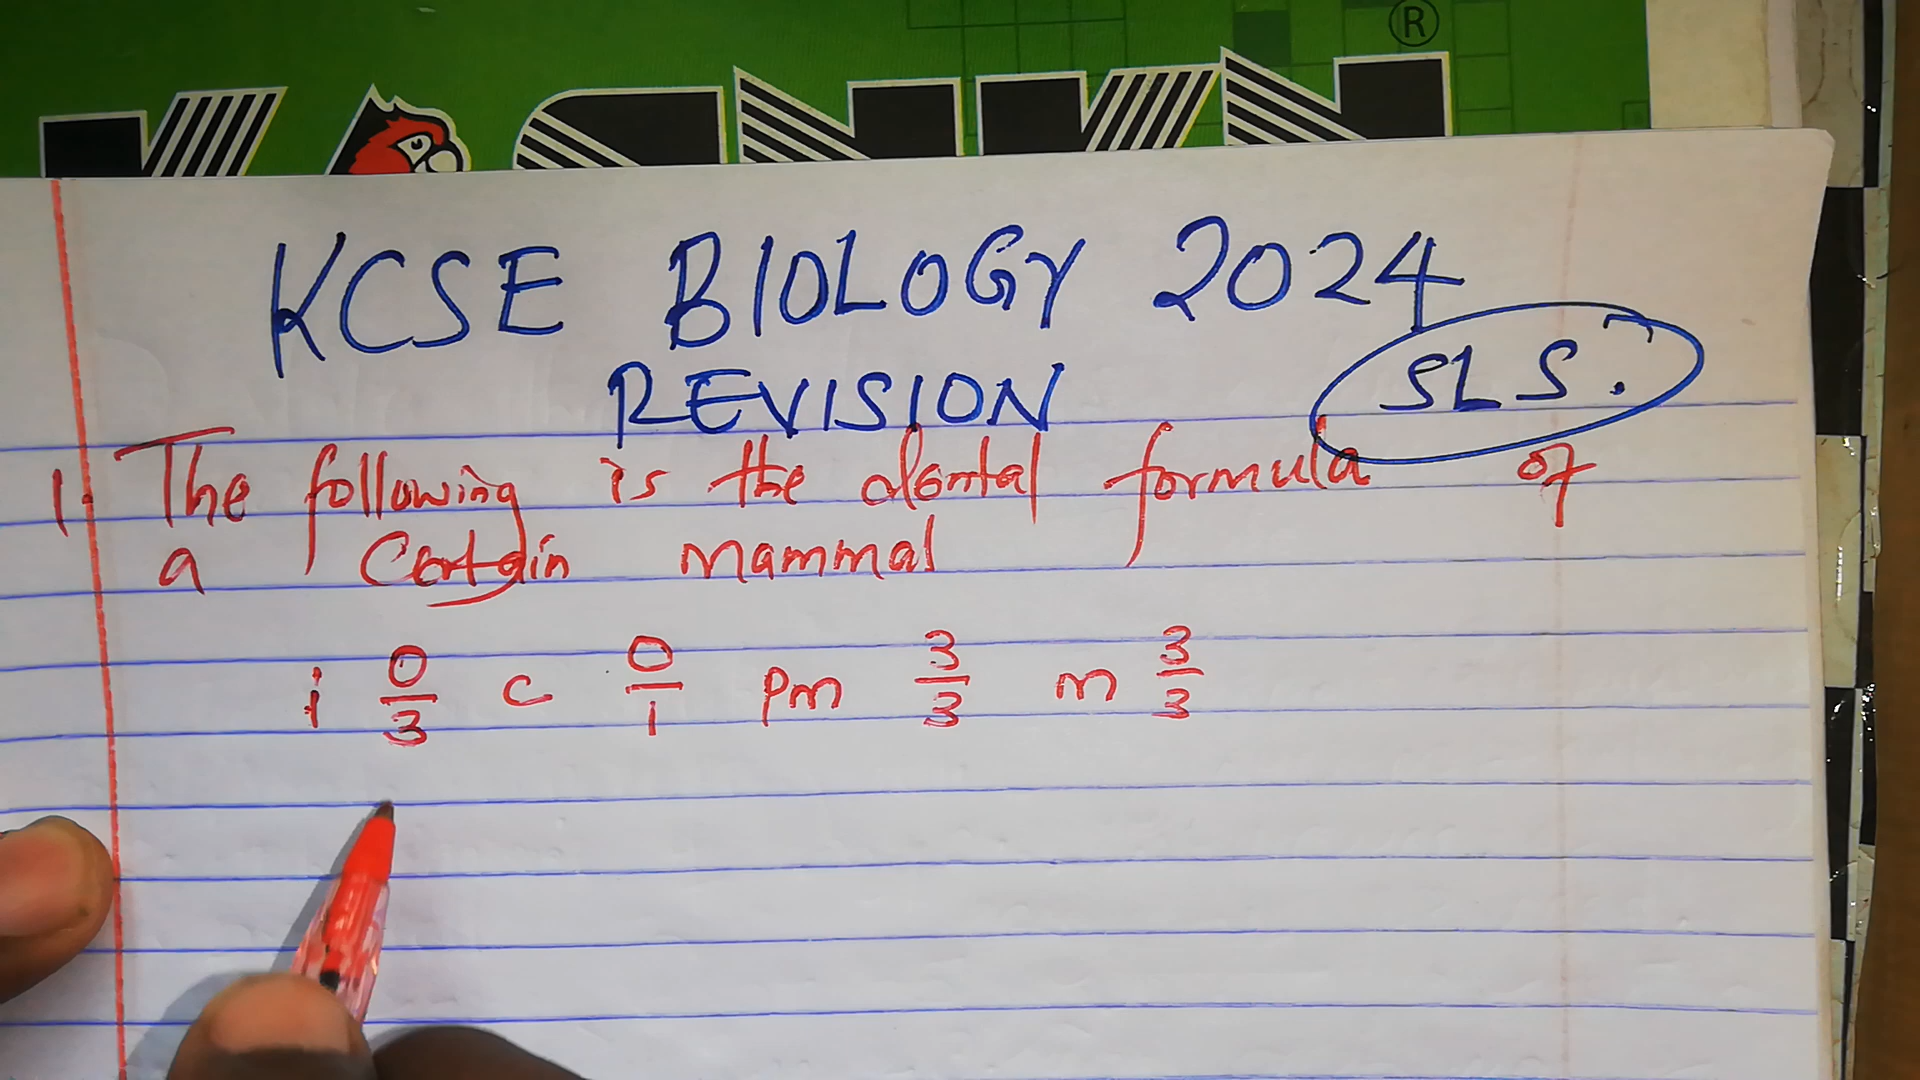 ®
KCSE BIOLOGY 2024
REVISION
SLS.
1. The following is the dental formula of
a Certain mammal
i 0/3 c 0/1 pm 3/3 m 3/3